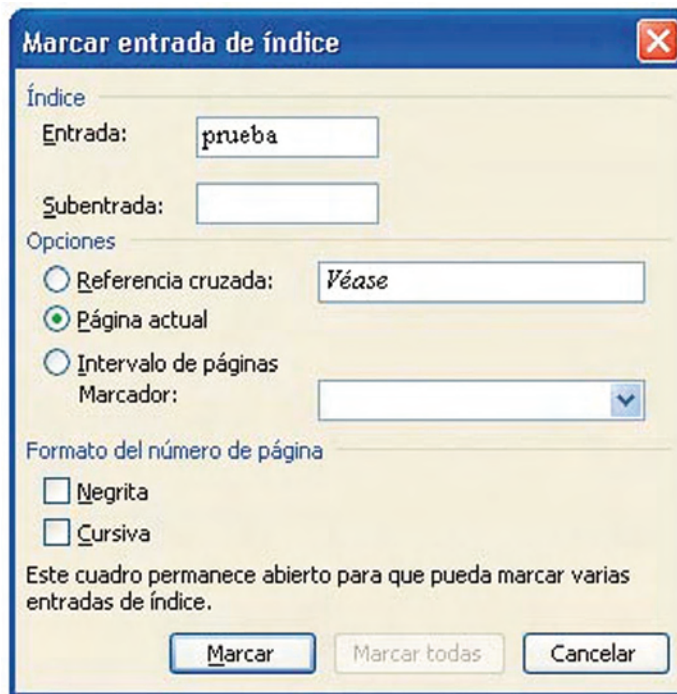 Marcar entrada de índice
Índice
Entrada: prueba
Subentrada:
Opciones
Referencia cruzada: Véase
Página actual
Intervalo de páginas
Marcador:
Formato del número de página
Negrita
Cursiva
Este cuadro permanece abierto para que pueda marcar varias
entradas de índice.
Marcar Marcar todas Cancelar